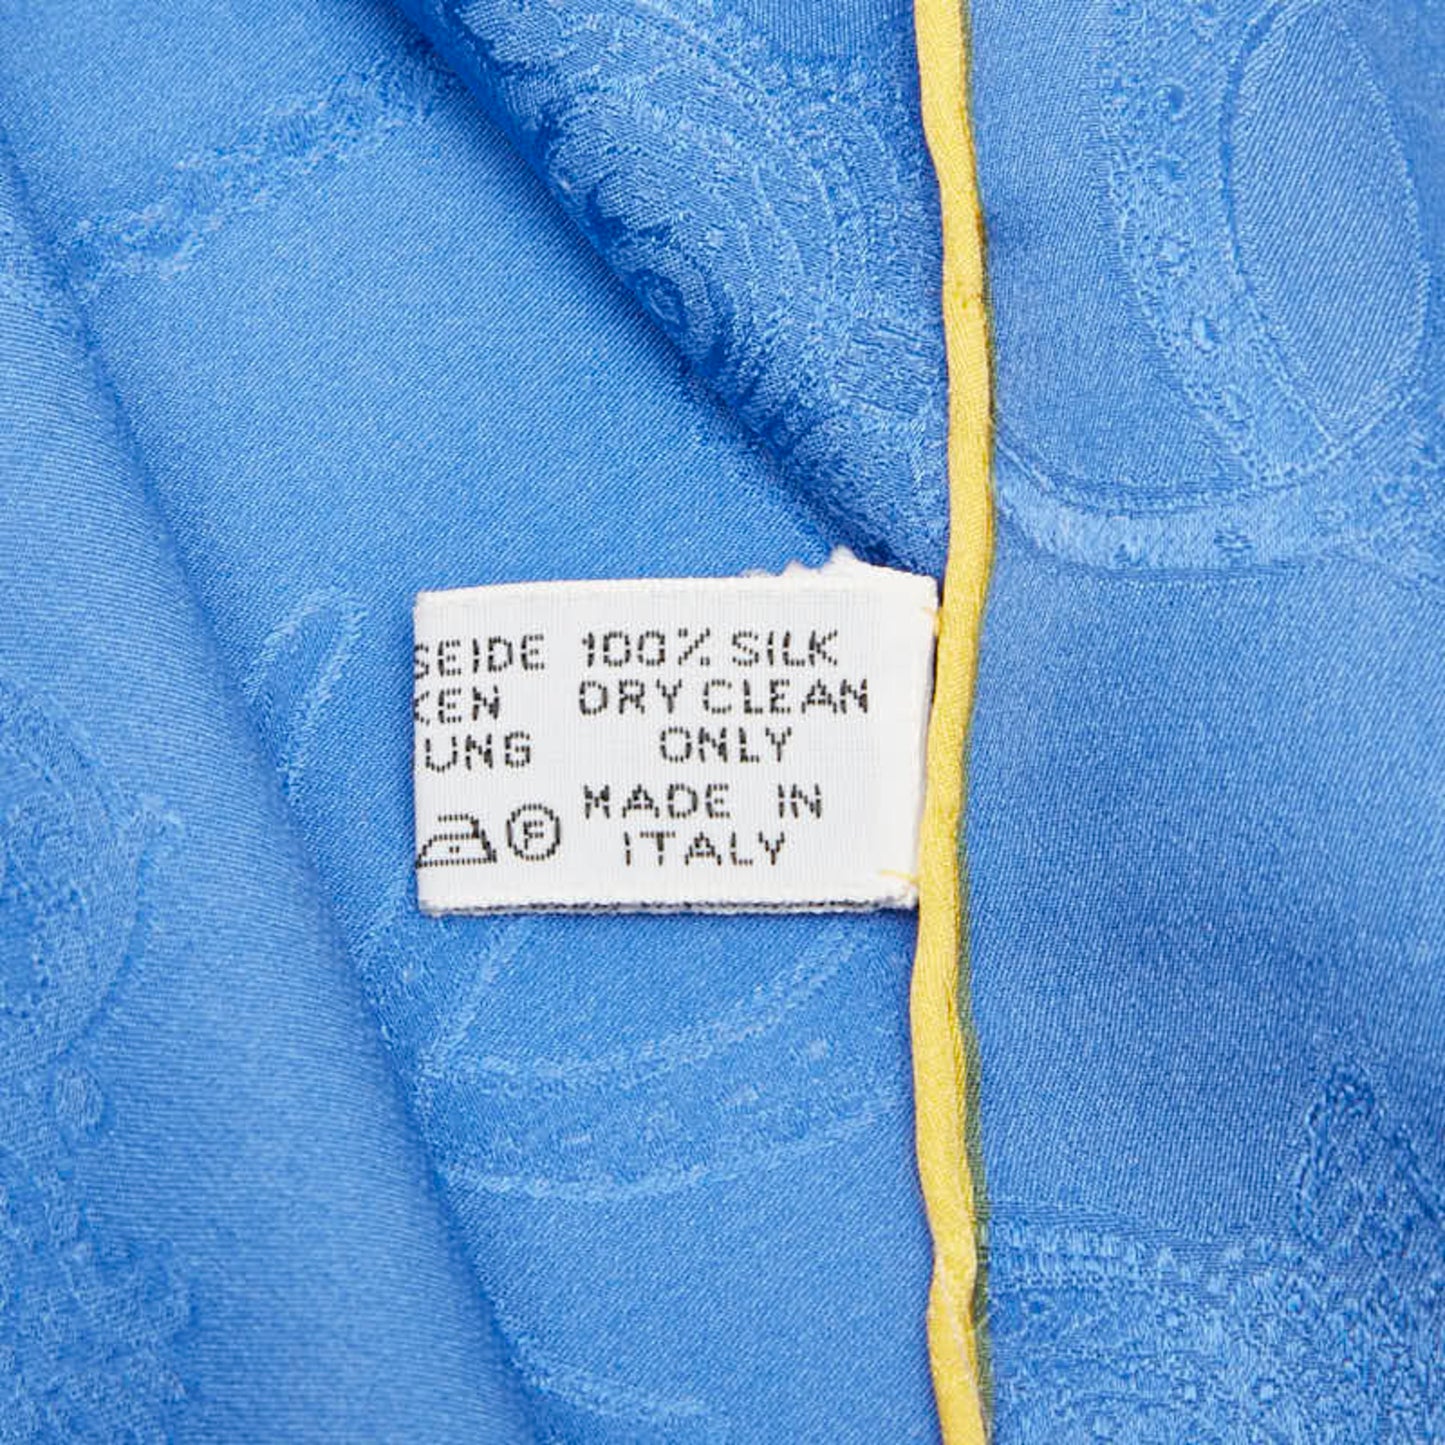 SEIDE 100% SILK
KEN DRY CLEAN
UNG ONLY
MADE IN
F ITALY